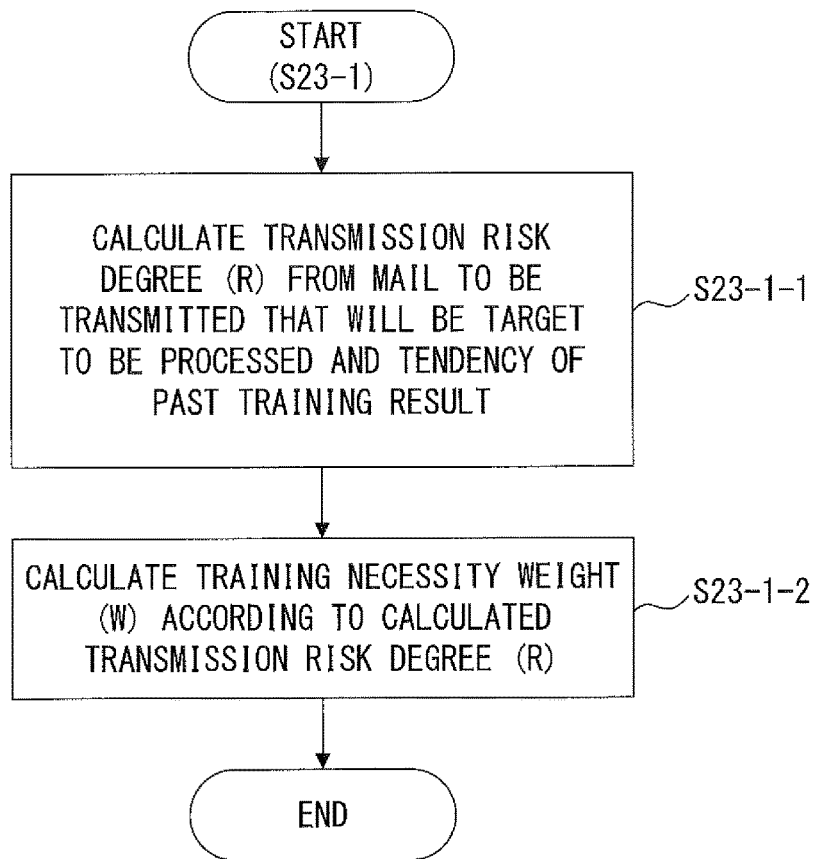 START
(S23-1)
CALCULATE TRANSMISSION RISK
DEGREE (R) FROM MAIL TO BE
TRANSMITTED THAT WILL BE TARGET
TO BE PROCESSED AND TENDENCY OF
PAST TRAINING RESULT
S23-1-1
CALCULATE TRAINING NECESSITY WEIGHT
(W) ACCORDING TO CALCULATED
TRANSMISSION RISK DEGREE (R)
S23-1-2
END